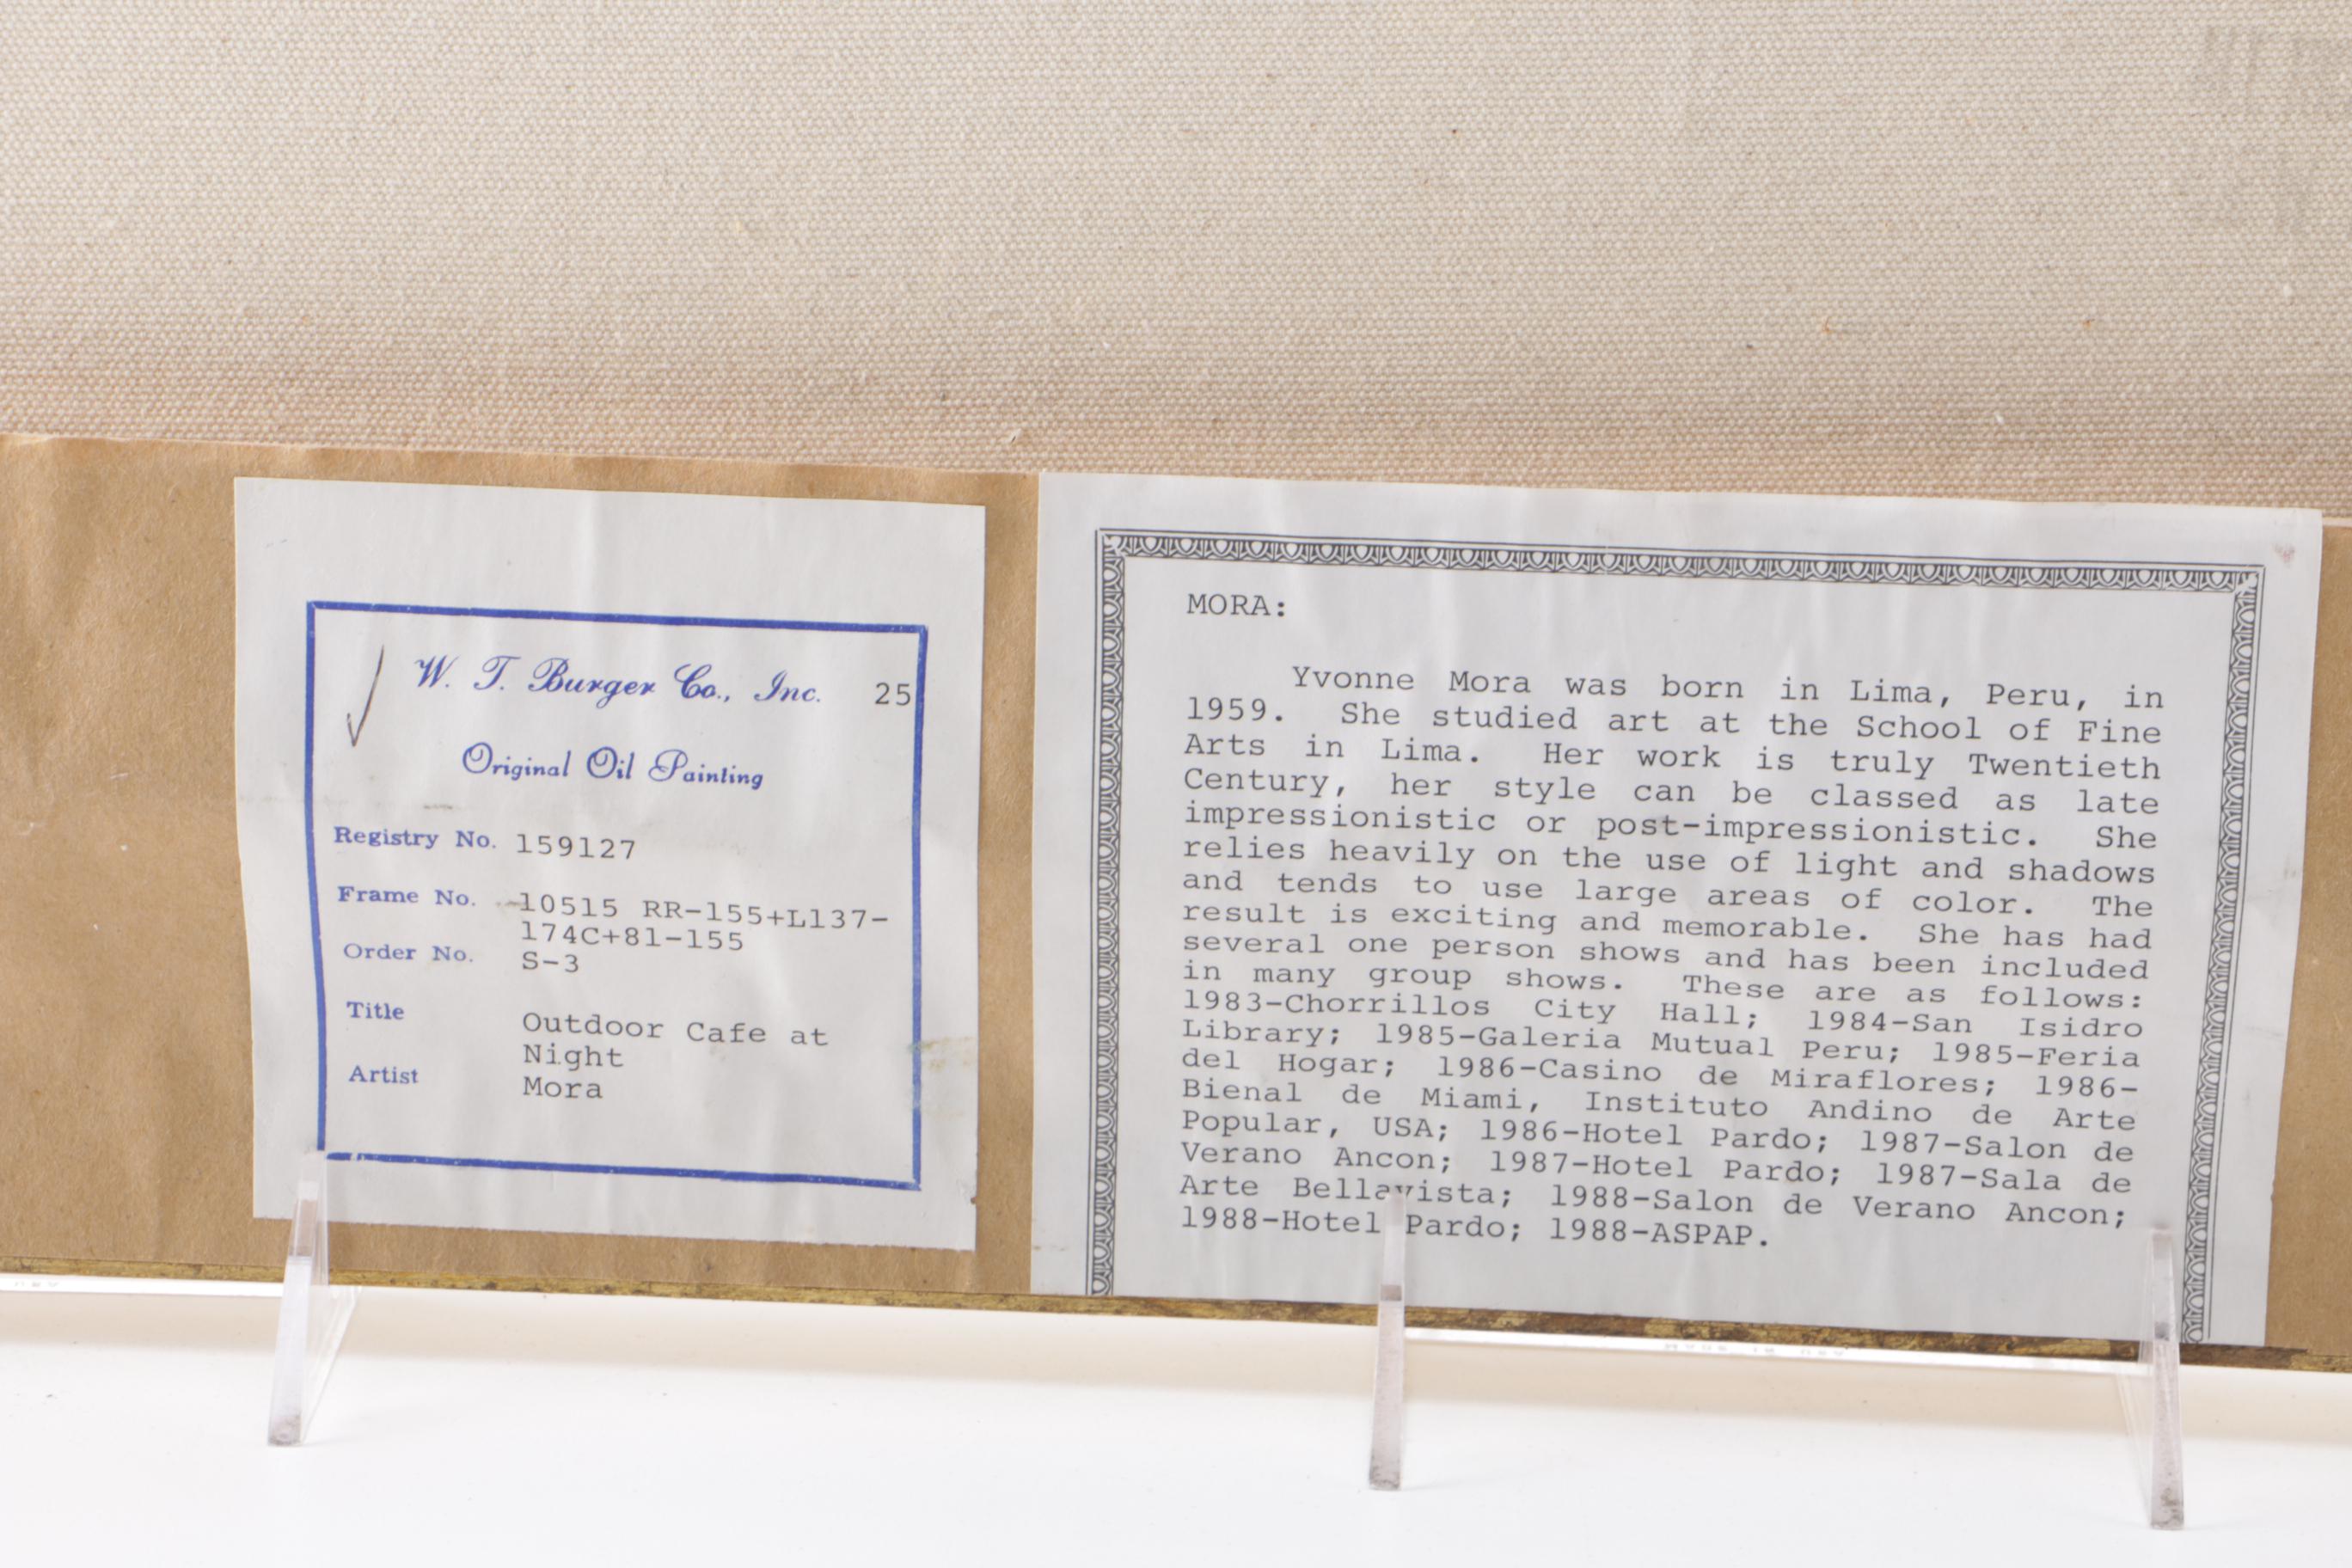 W. T. Burger Co., Inc. 25
Original Oil Painting
Registry No. 159127
Frame No. 10515 RR-155+L137-
174C+81-155
Order No. S-3
Title Outdoor Cafe at
Night
Artist Mora
MORA:
Yvonne Mora was born in Lima, Peru, in
1959. She studied art at the School of Fine
Arts in Lima. Her work is truly Twentieth
Century, her style can be classed as late
impressionistic or post-impressionistic. She
relies heavily on the use of light and shadows
and tends to use large areas of color. The
result is exciting and memorable. She has had
several one person shows and has been included
in many group shows. These are as follows:
1983-Chorrillos City Hall; 1984-San Isidro
Library; 1985-Galeria Mutual Peru; 1985-Feria
del Hogar; 1986-Casino de Miraflores; 1986-
Bienal de Miami, Instituto Andino de Arte
Popular, USA; 1986-Hotel Pardo; 1987-Salon de
Verano Ancon; 1987-Hotel Pardo; 1987-Sala de
Arte Bellavista; 1988-Salon de Verano Ancon;
1988-Hotel Pardo; 1988-ASPAP.